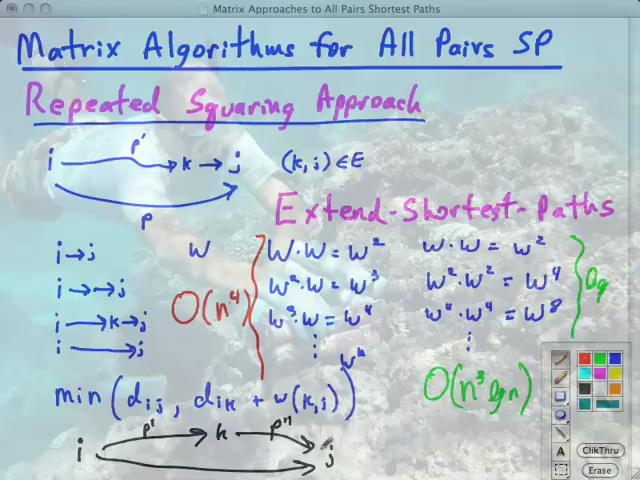 Matrix Approaches to All Pairs Shortest Paths
Matrix Algorithms for All Pairs SP
Repeated Squaring Approach
i p' k → j (k,j) ∈ E
p
Extend-Shortest-Paths
i → j W W·W = W² W·W = W²
i → → j W²·W = W³ W²·W² = W⁴ lg
i → k → j O(n⁴) W³·W = W⁴ W⁴·W⁴ = W⁸
i → j ⋮ ⋮
min(dij, dik + w(k,j)) O(n³ lg n)
i p' k p" j
A ClikThru
Erase